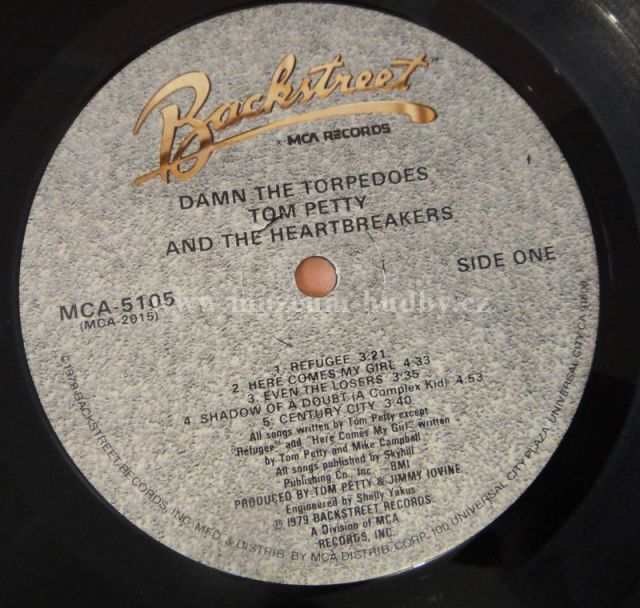 Backstreet
MCA RECORDS
DAMN THE TORPEDOES
TOM PETTY
AND THE HEARTBREAKERS
SIDE ONE
MCA-5105
(MCA-2015)
www.muzeum-hudby.cz
1. REFUGEE 3:21
2. HERE COMES MY GIRL 4:33
3. EVEN THE LOSERS 3:35
4. SHADOW OF A DOUBT (A Complex Kid) 4:53
5. CENTURY CITY 3:40
All songs written by Tom Petty except
"Refugee" and "Here Comes My Girl" written
by Tom Petty and Mike Campbell
All songs published by Skyhill
Publishing Co., Inc. BMI
PRODUCED BY TOM PETTY & JIMMY IOVINE
Engineered by Shelly Yakus
℗ 1979 BACKSTREET RECORDS
A Division of MCA
RECORDS, INC.
©1979 BACKSTREET RECORDS, INC. MFD. & DISTRIB. BY MCA DISTRIB. CORP. 100 UNIVERSAL CITY PLAZA, UNIVERSAL CITY, CA 91608